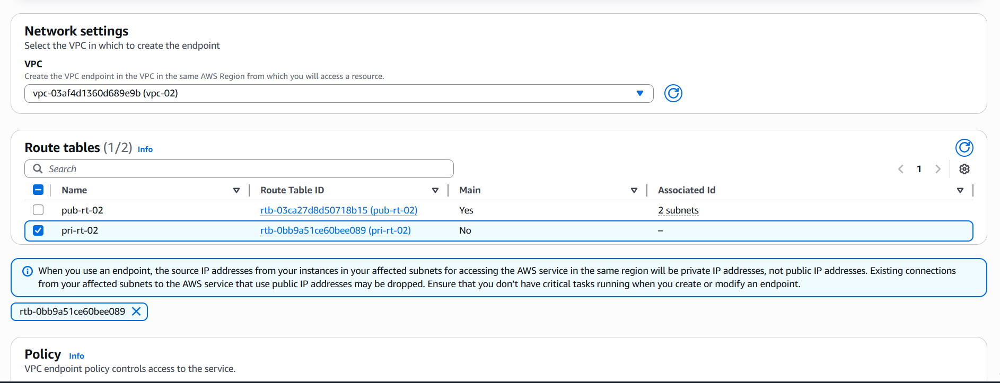 Network settings
Select the VPC in which to create the endpoint
VPC
Create the VPC endpoint in the VPC in the same AWS Region from which you will access a resource.
vpc-03af4d1360d689e9b (vpc-02)
Route tables (1/2) Info
Search
1
Name Route Table ID Main Associated Id
pub-rt-02 rtb-03ca27d8d50718b15 (pub-rt-02) Yes 2 subnets
pri-rt-02 rtb-0bb9a51ce60bee089 (pri-rt-02) No –
When you use an endpoint, the source IP addresses from your instances in your affected subnets for accessing the AWS service in the same region will be private IP addresses, not public IP addresses. Existing connections
from your affected subnets to the AWS service that use public IP addresses may be dropped. Ensure that you don’t have critical tasks running when you create or modify an endpoint.
rtb-0bb9a51ce60bee089
Policy Info
VPC endpoint policy controls access to the service.